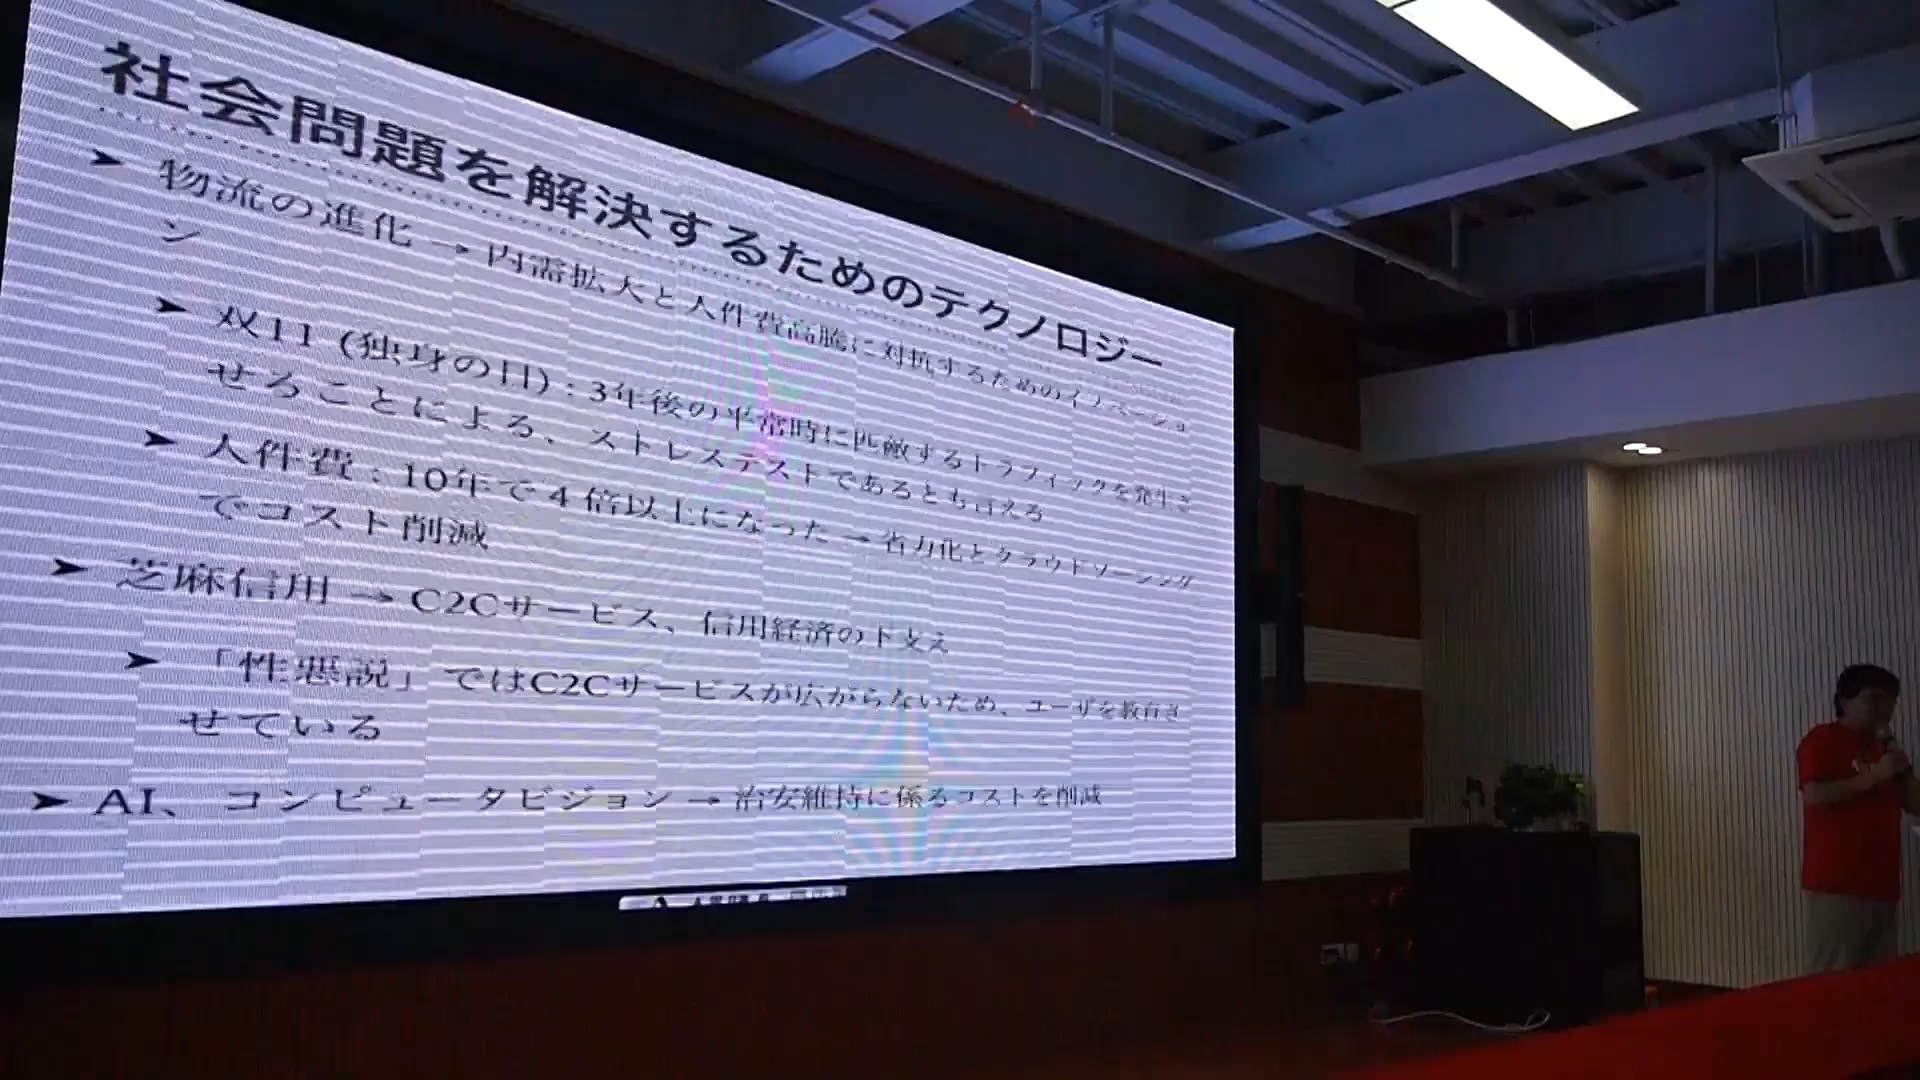 社会問題を解決するためのテクノロジー
➤ 物流の進化 → 内需拡大と人件費高騰に対抗するためのイノベーショ
ン
➤ 双11 (独身の日) : 3年後の平常時に匹敵するトラフィックを発生さ
せることによる、ストレステストであるとも言える
➤ 人件費 : 10年で4倍以上になった → 省力化とクラウドソーシング
でコスト削減
➤ 芝麻信用 → C2Cサービス、信用経済の下支え
➤ 「性悪説」ではC2Cサービスが広がらないため、ユーザを教育さ
せている
➤ AI、コンピュータビジョン → 治安維持に係るコストを削減